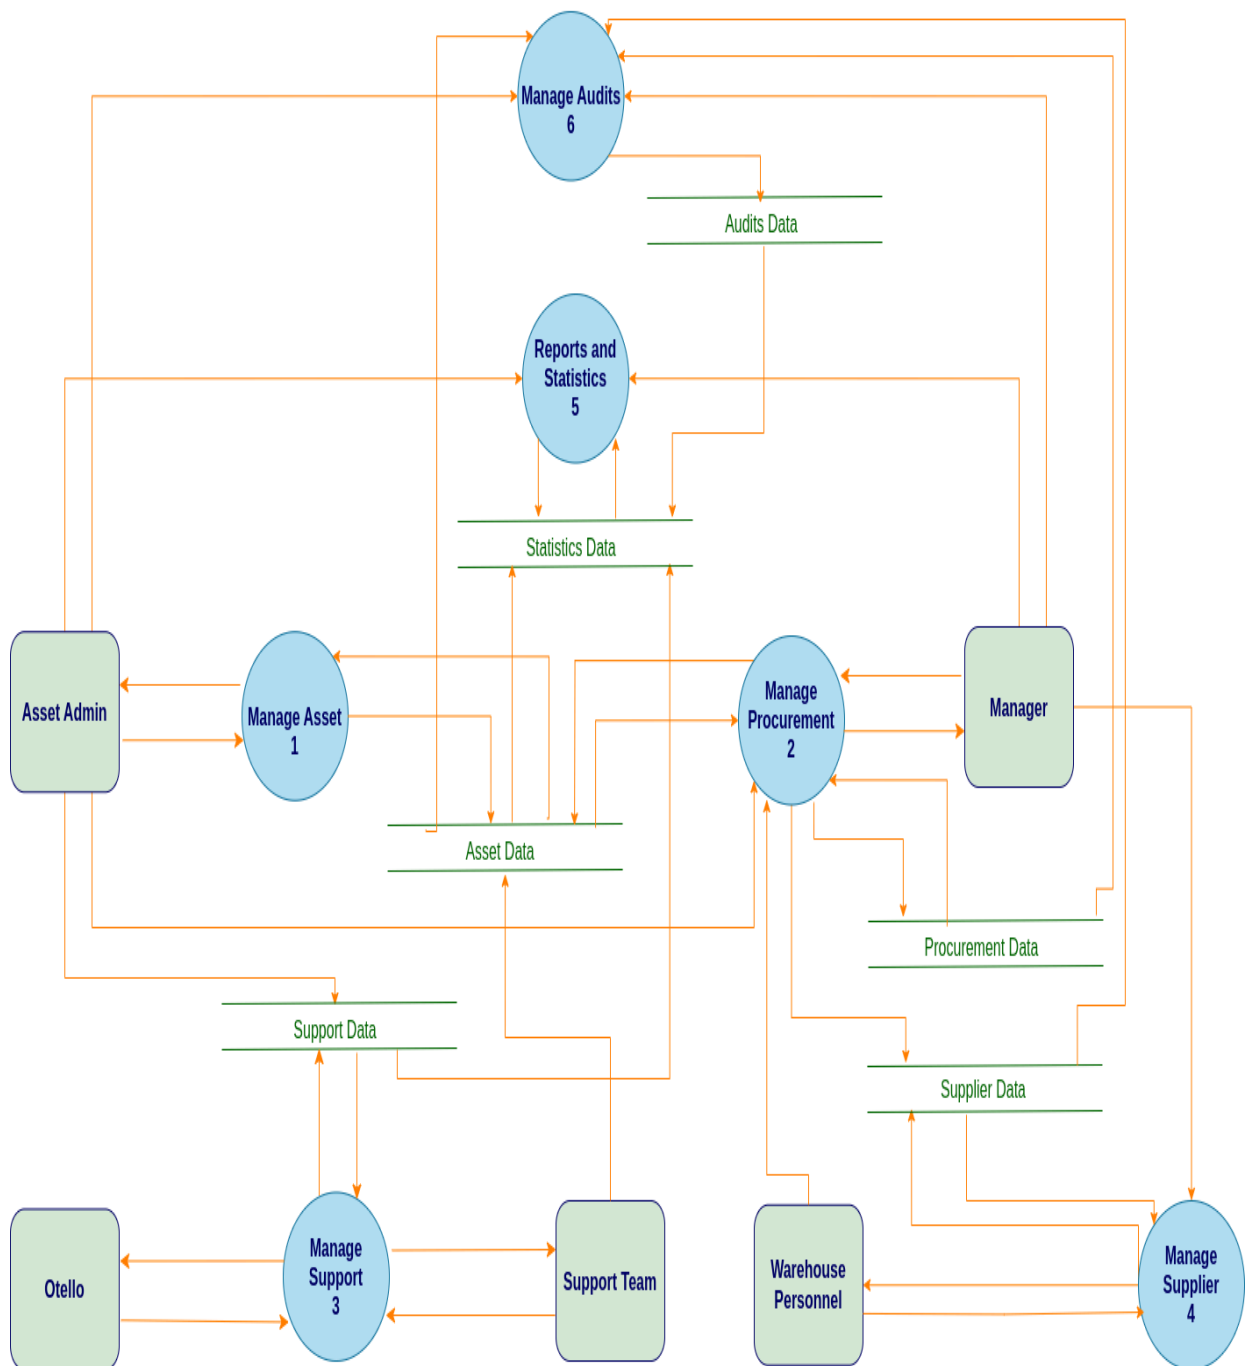 Manage Audits
6
Audits Data
Reports and
Statistics
5
Statistics Data
Asset Admin
Manage Asset
1
Manage
Procurement
2
Manager
Asset Data
Procurement Data
Support Data
Supplier Data
Otello
Manage
Support
3
Support Team
Warehouse
Personnel
Manage
Supplier
4